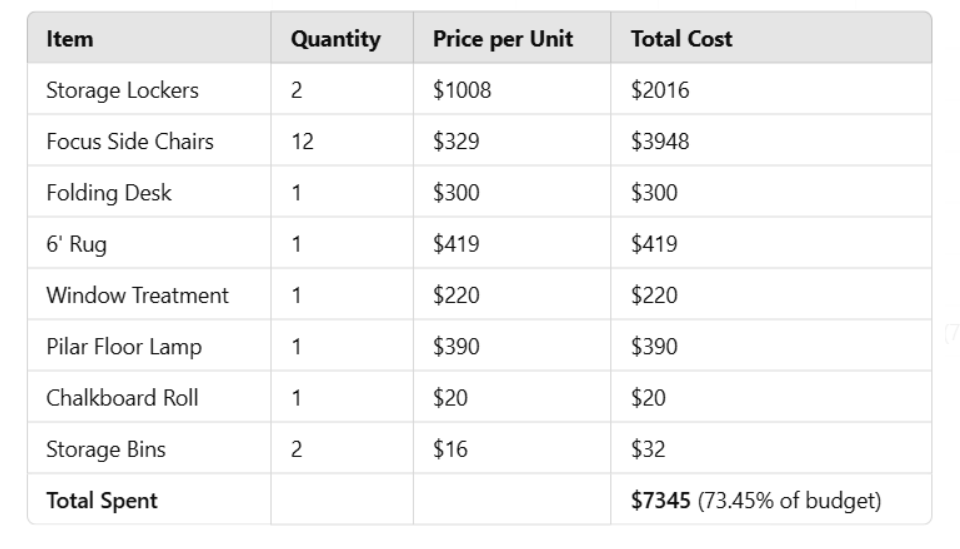 Item Quantity Price per Unit Total Cost
Storage Lockers 2 $1008 $2016
Focus Side Chairs 12 $329 $3948
Folding Desk 1 $300 $300
6' Rug 1 $419 $419
Window Treatment 1 $220 $220
Pilar Floor Lamp 1 $390 $390
Chalkboard Roll 1 $20 $20
Storage Bins 2 $16 $32
Total Spent $7345 (73.45% of budget)